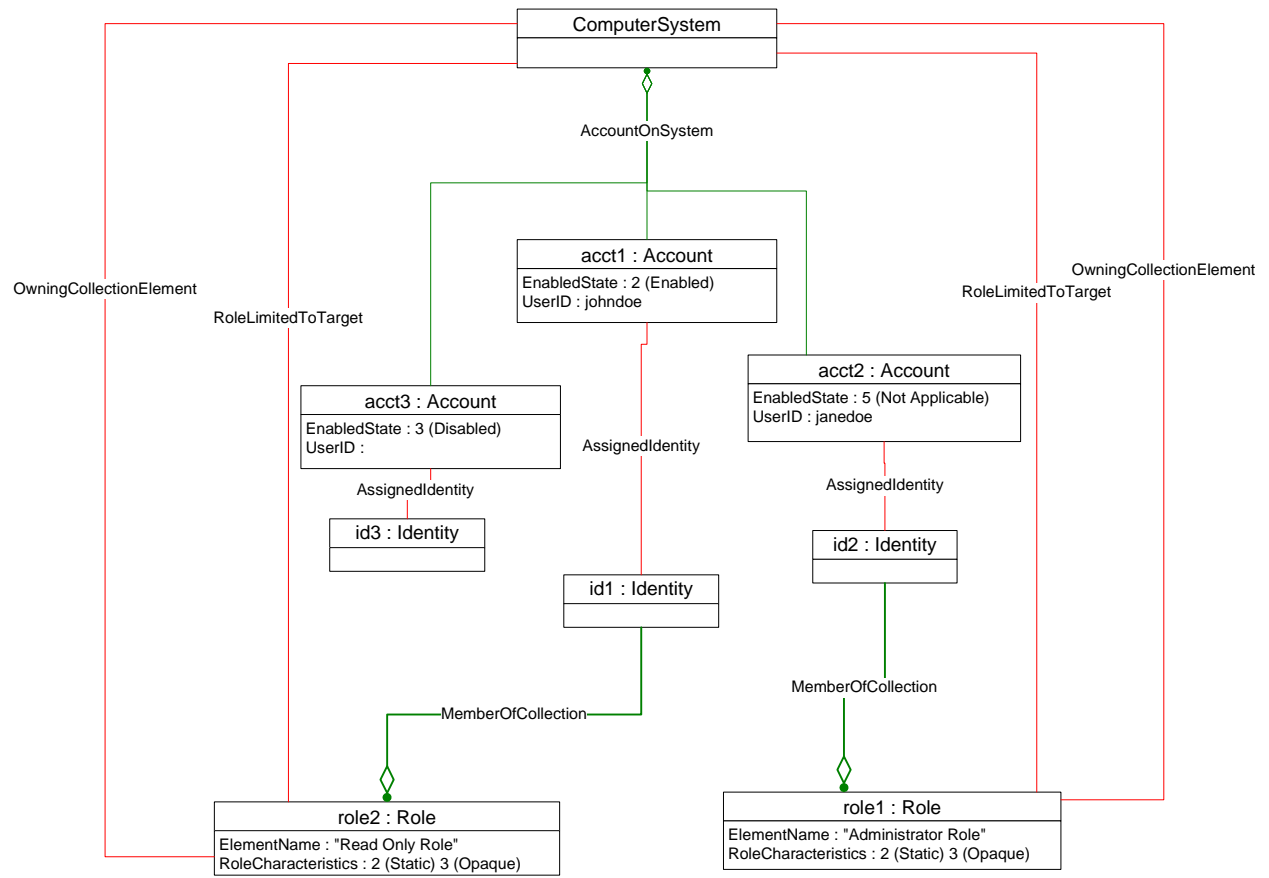 ComputerSystem
AccountOnSystem
acct1 : Account
EnabledState : 2 (Enabled)
UserID : johndoe
OwningCollectionElement
RoleLimitedToTarget
OwningCollectionElement
RoleLimitedToTarget
acct2 : Account
EnabledState : 5 (Not Applicable)
UserID : janedoe
acct3 : Account
EnabledState : 3 (Disabled)
UserID :
AssignedIdentity
AssignedIdentity
AssignedIdentity
id3 : Identity
id2 : Identity
id1 : Identity
MemberOfCollection
MemberOfCollection
role2 : Role
ElementName : "Read Only Role"
RoleCharacteristics : 2 (Static) 3 (Opaque)
role1 : Role
ElementName : "Administrator Role"
RoleCharacteristics : 2 (Static) 3 (Opaque)